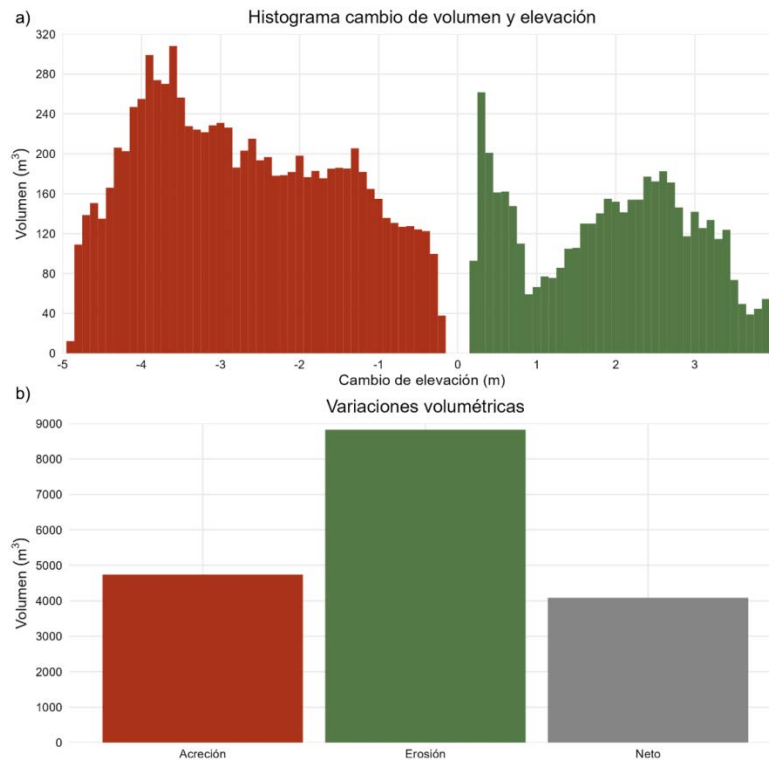 a)
Histograma cambio de volumen y elevación
320
280
240
200
160
120
80
40
0
Volumen (m³)
-5 -4 -3 -2 -1 0 1 2 3
Cambio de elevación (m)
b)
Variaciones volumétricas
9000
8000
7000
6000
5000
4000
3000
2000
1000
0
Volumen (m³)
Acreción Erosión Neto